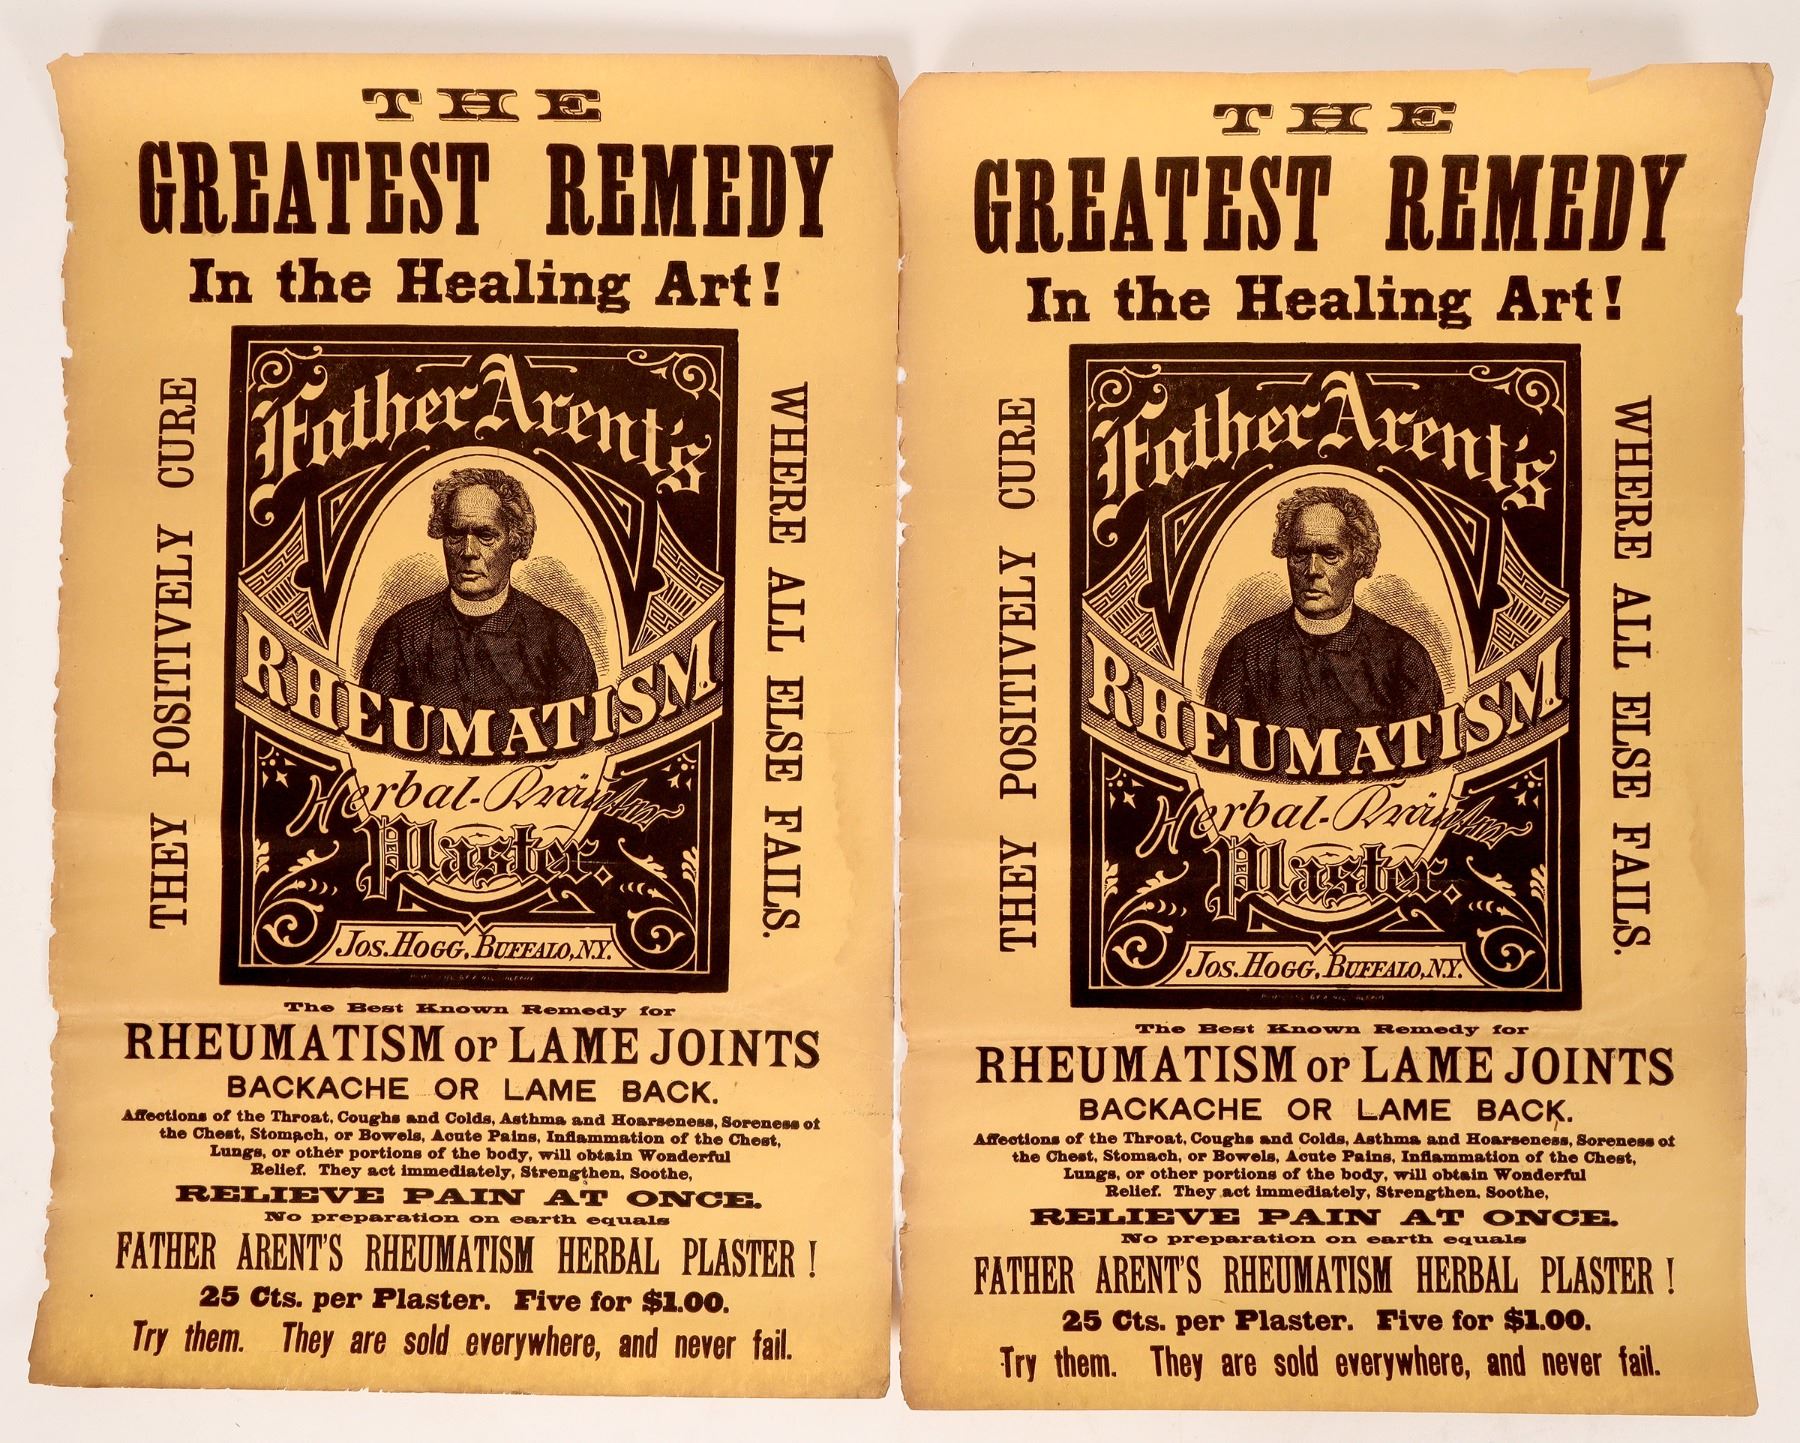 THE
GREATEST REMEDY
In the Healing Art!
THEY POSITIVELY CURE
Father Arent's
RHEUMATISM
Herbal-Kräuter
Plaster.
JOS. HOGG, BUFFALO, N.Y.
WHERE ALL ELSE FAILS.
The Best Known Remedy for
RHEUMATISM or LAME JOINTS
BACKACHE OR LAME BACK.
Affections of the Throat, Coughs and Colds, Asthma and Hoarseness, Soreness of
the Chest, Stomach, or Bowels, Acute Pains, Inflammation of the Chest,
Lungs, or other portions of the body, will obtain Wonderful
Relief. They act immediately, Strengthen, Soothe,
RELIEVE PAIN AT ONCE.
No preparation on earth equals
FATHER ARENT'S RHEUMATISM HERBAL PLASTER!
25 Cts. per Plaster. Five for $1.00.
Try them. They are sold everywhere, and never fail.
THE
GREATEST REMEDY
In the Healing Art!
THEY POSITIVELY CURE
Father Arent's
RHEUMATISM
Herbal-Kräuter
Plaster.
JOS. HOGG, BUFFALO, N.Y.
WHERE ALL ELSE FAILS.
The Best Known Remedy for
RHEUMATISM or LAME JOINTS
BACKACHE OR LAME BACK.
Affections of the Throat, Coughs and Colds, Asthma and Hoarseness, Soreness of
the Chest, Stomach, or Bowels, Acute Pains, Inflammation of the Chest,
Lungs, or other portions of the body, will obtain Wonderful
Relief. They act immediately, Strengthen, Soothe,
RELIEVE PAIN AT ONCE.
No preparation on earth equals
FATHER ARENT'S RHEUMATISM HERBAL PLASTER!
25 Cts. per Plaster. Five for $1.00.
Try them. They are sold everywhere, and never fail.